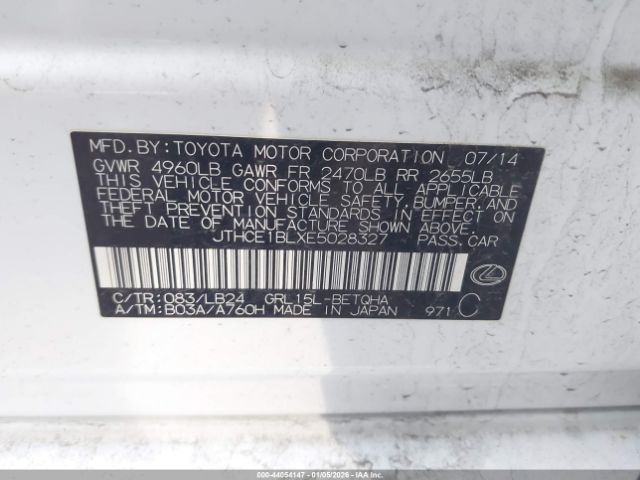 MFD.BY:TOYOTA MOTOR CORPORATION 07/14
GVWR 4960LB GAWR FR 2470LB RR 2655LB
THIS VEHICLE CONFORMS TO ALL APPLICABLE
FEDERAL MOTOR VEHICLE SAFETY, BUMPER, AND
THEFT PREVENTION STANDARDS IN EFFECT ON
THE DATE OF MANUFACTURE SHOWN ABOVE.
JTHCE1BLXE5028327 PASS.CAR
C/TR: 083/LB24 GRL15L-BETQHA
A/TM: B03A/A760H MADE IN JAPAN 971 C
000-44054147 - 01/05/2026 - IAAI.COM